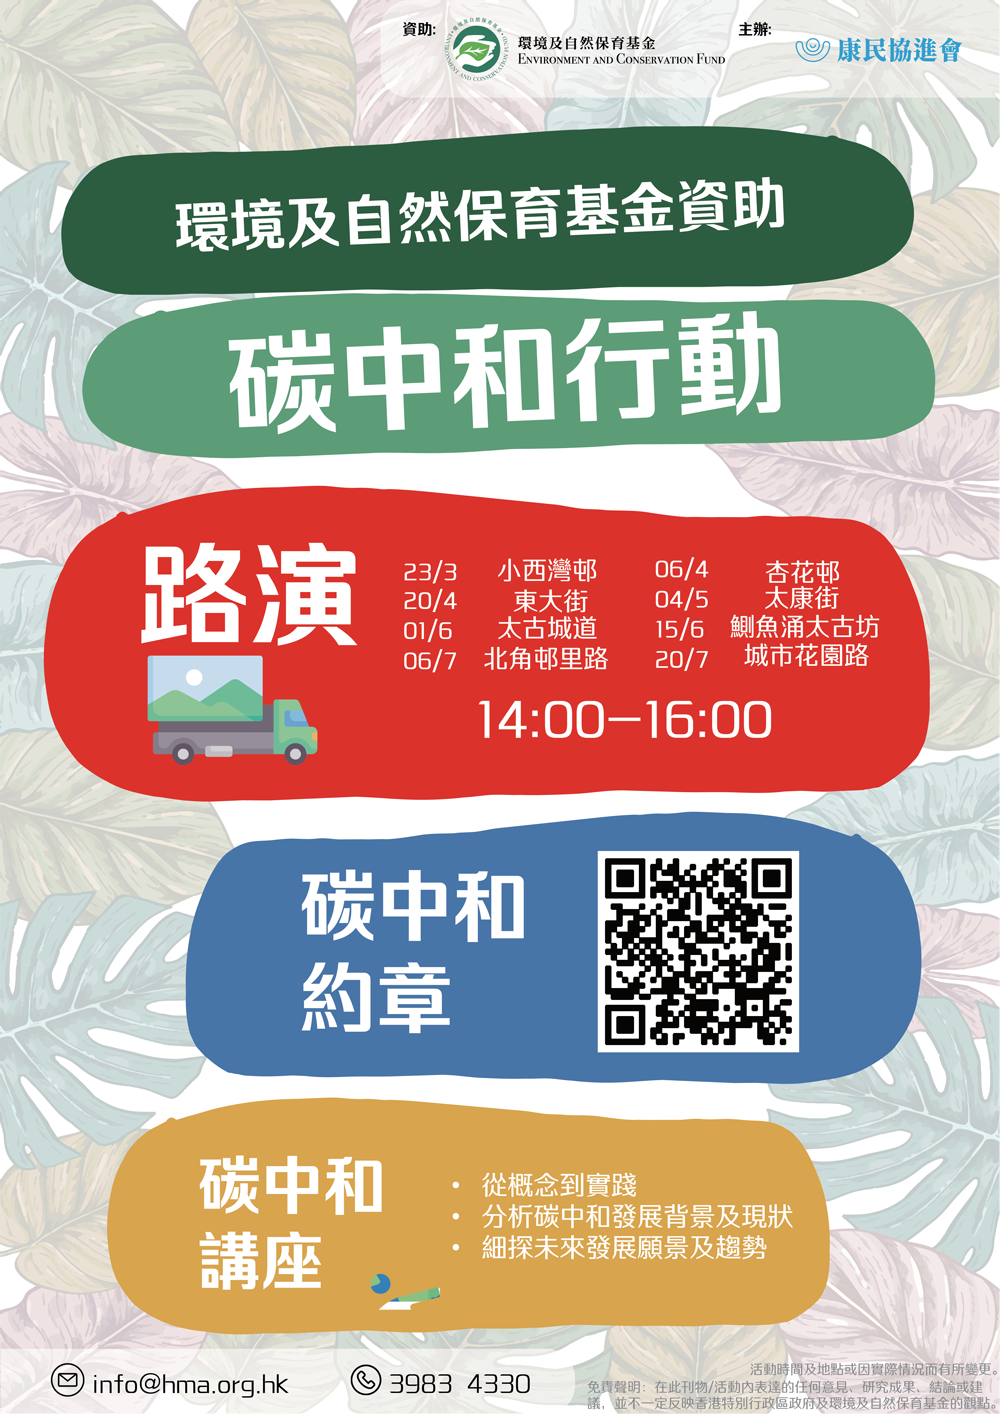 資助:
環境及自然保育基金
ENVIRONMENT AND CONSERVATION FUND
主辦:
康民協進會
環境及自然保育基金資助
碳中和行動
路演
23/3 小西灣邨 06/4 杏花邨
20/4 東大街 04/5 太康街
01/6 太古城道 15/6 鰂魚涌太古坊
06/7 北角邨里路 20/7 城市花園路
14:00—16:00
碳中和
約章
碳中和
講座
• 從概念到實踐
• 分析碳中和發展背景及現狀
• 細探未來發展願景及趨勢
info@hma.org.hk
3983 4330
活動時間及地點或因實際情況而有所變更。
免責聲明：在此刊物/活動內表達的任何意見、研究成果、結論或建
議，並不一定反映香港特別行政區政府及環境及自然保育基金的觀點。